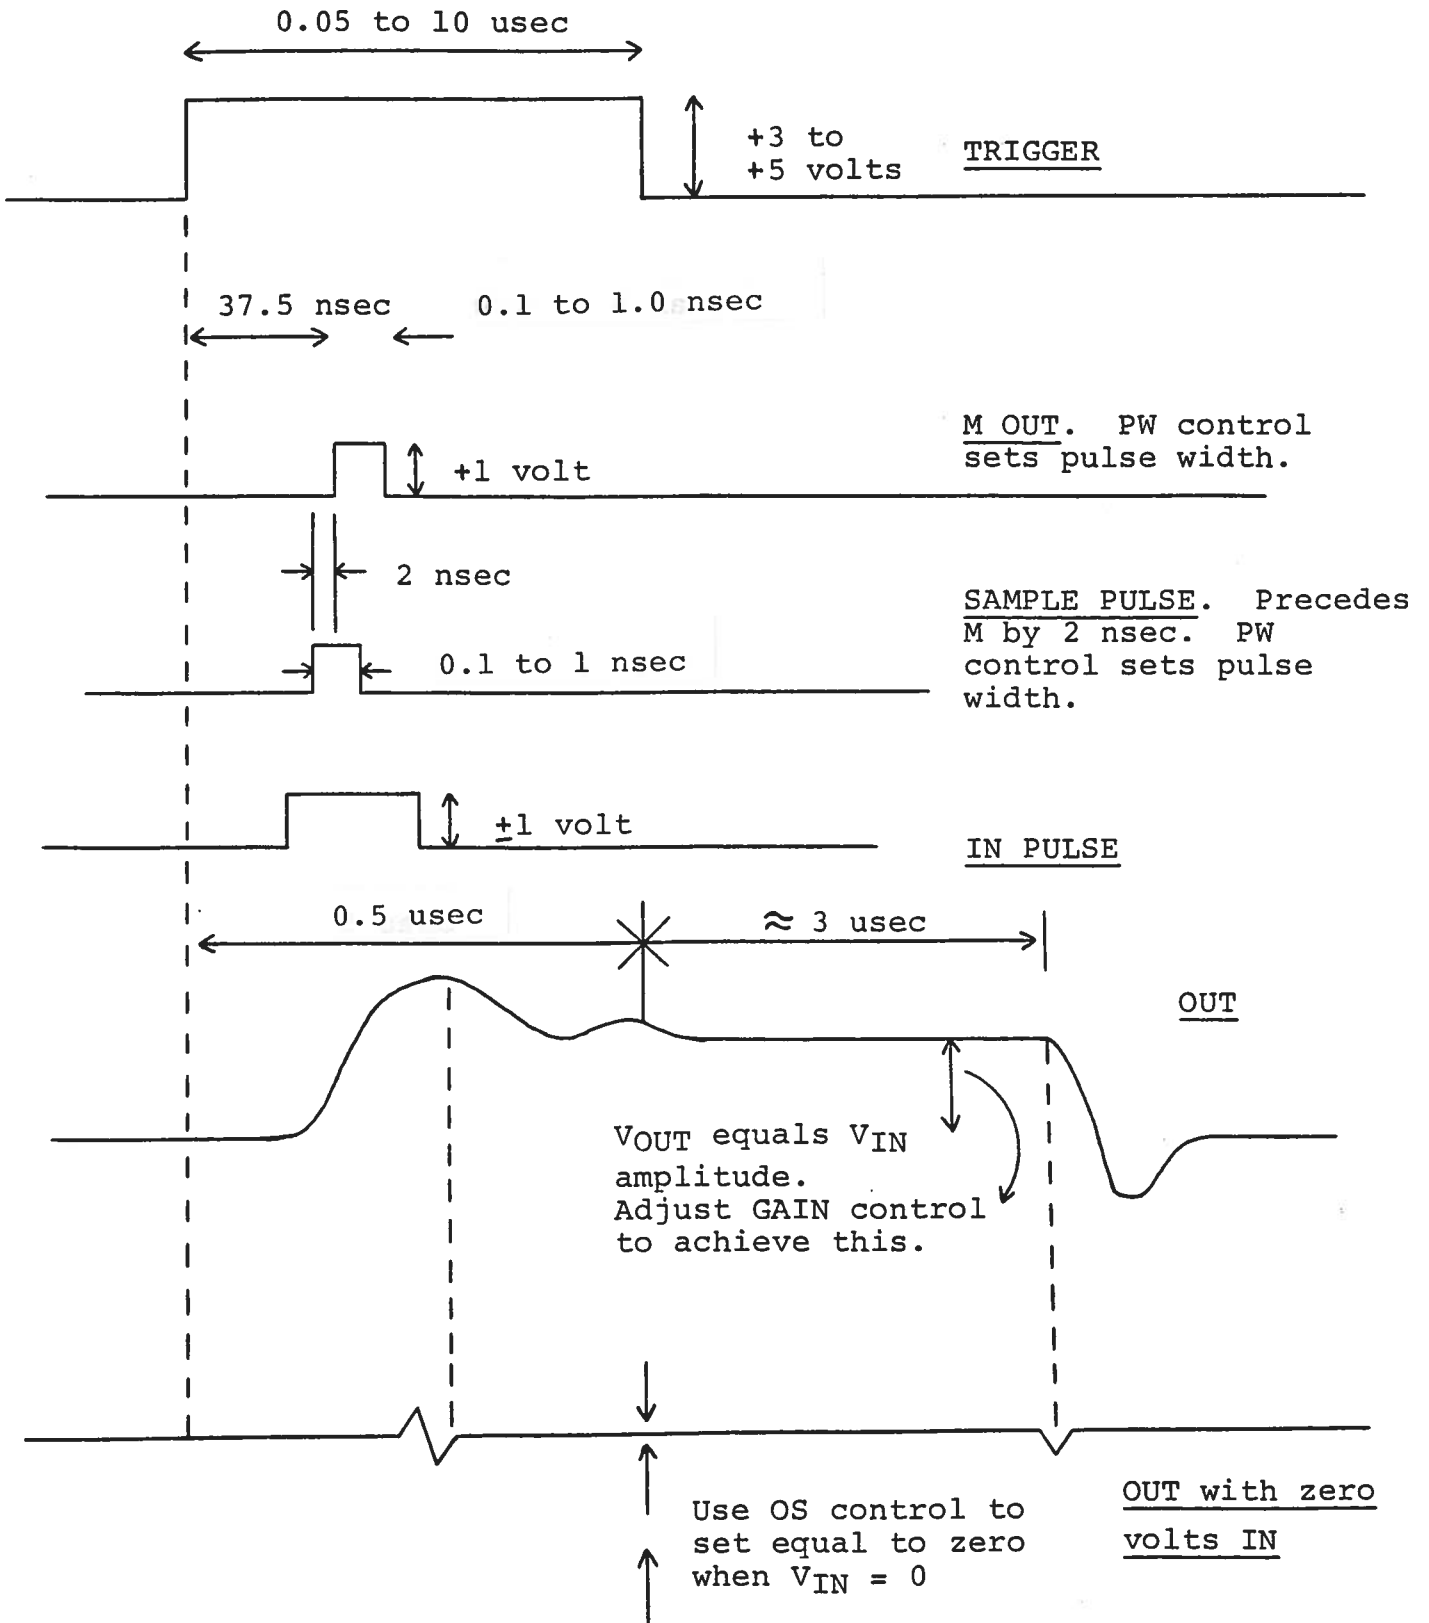 0.05 to 10 usec
+3 to
+5 volts
TRIGGER
37.5 nsec
0.1 to 1.0 nsec
M OUT. PW control
sets pulse width.
+1 volt
2 nsec
SAMPLE PULSE. Precedes
M by 2 nsec. PW
control sets pulse
width.
0.1 to 1 nsec
±1 volt
IN PULSE
0.5 usec
≈ 3 usec
OUT
VOUT equals VIN
amplitude.
Adjust GAIN control
to achieve this.
Use OS control to
set equal to zero
when VIN = 0
OUT with zero
volts IN